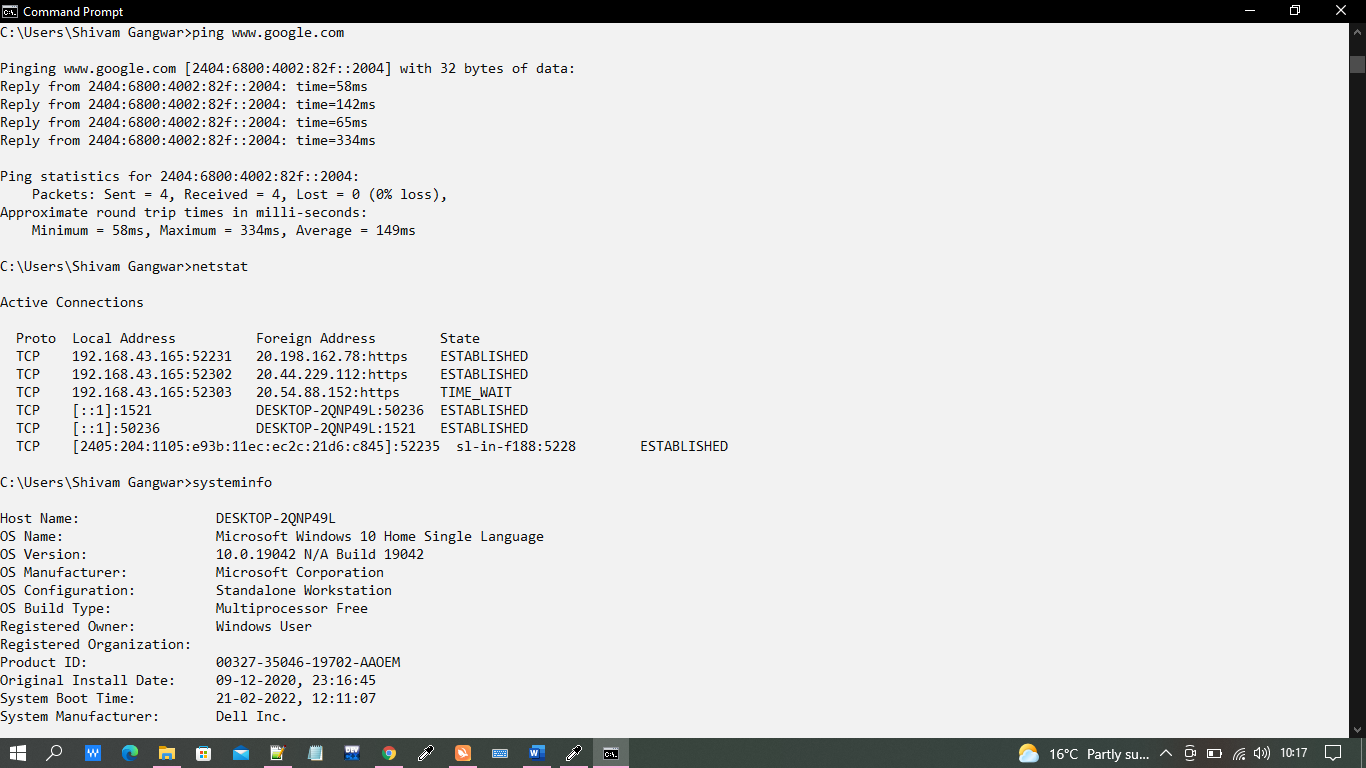 Command Prompt
C:\Users\Shivam Gangwar>ping www.google.com
Pinging www.google.com [2404:6800:4002:82f::2004] with 32 bytes of data:
Reply from 2404:6800:4002:82f::2004: time=58ms
Reply from 2404:6800:4002:82f::2004: time=142ms
Reply from 2404:6800:4002:82f::2004: time=65ms
Reply from 2404:6800:4002:82f::2004: time=334ms
Ping statistics for 2404:6800:4002:82f::2004:
    Packets: Sent = 4, Received = 4, Lost = 0 (0% loss),
Approximate round trip times in milli-seconds:
    Minimum = 58ms, Maximum = 334ms, Average = 149ms
C:\Users\Shivam Gangwar>netstat
Active Connections
  Proto  Local Address          Foreign Address        State
  TCP    192.168.43.165:52231   20.198.162.78:https    ESTABLISHED
  TCP    192.168.43.165:52302   20.44.229.112:https    ESTABLISHED
  TCP    192.168.43.165:52303   20.54.88.152:https     TIME_WAIT
  TCP    [::1]:1521             DESKTOP-2QNP49L:50236  ESTABLISHED
  TCP    [::1]:50236            DESKTOP-2QNP49L:1521   ESTABLISHED
  TCP    [2405:204:1105:e93b:11ec:ec2c:21d6:c845]:52235  sl-in-f188:5228        ESTABLISHED
C:\Users\Shivam Gangwar>systeminfo
Host Name:                 DESKTOP-2QNP49L
OS Name:                   Microsoft Windows 10 Home Single Language
OS Version:                10.0.19042 N/A Build 19042
OS Manufacturer:           Microsoft Corporation
OS Configuration:          Standalone Workstation
OS Build Type:             Multiprocessor Free
Registered Owner:          Windows User
Registered Organization:
Product ID:                00327-35046-19702-AAOEM
Original Install Date:     09-12-2020, 23:16:45
System Boot Time:          21-02-2022, 12:11:07
System Manufacturer:       Dell Inc.
16°C Partly su... 10:17